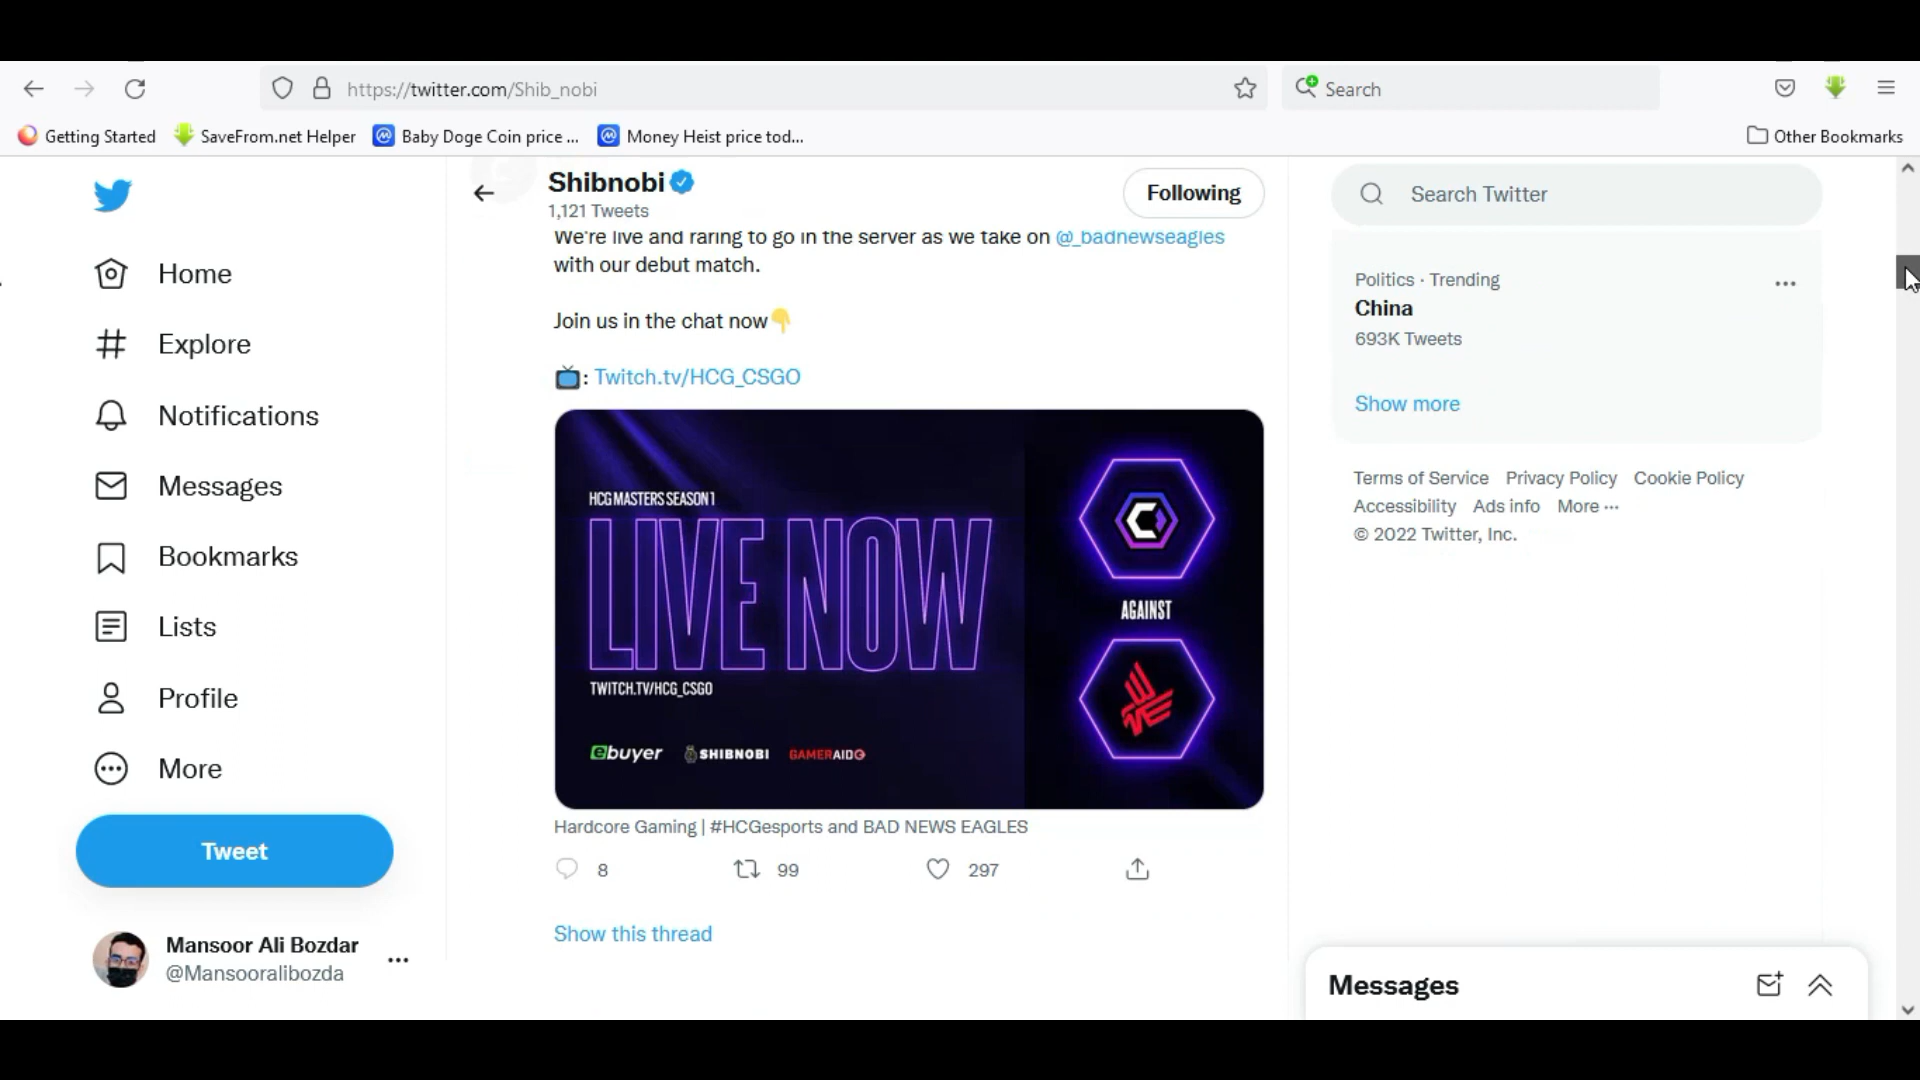 https://twitter.com/Shib_nobi
Search
Getting Started
SaveFrom.net Helper
Baby Doge Coin price ...
Money Heist price tod...
Other Bookmarks
Home
Explore
Notifications
Messages
Bookmarks
Lists
Profile
More
Tweet
Mansoor Ali Bozdar
@Mansooralibozda
Shibnobi
1,121 Tweets
Following
We're live and raring to go in the server as we take on @_badnewseagles
with our debut match.
Join us in the chat now👇
📺: Twitch.tv/HCG_CSGO
HCG MASTERS SEASON 1
LIVE NOW
TWITCH.TV/HCG_CSGO
ebuyer SHIBNOBI GAMERAID
AGAINST
Hardcore Gaming | #HCGesports and BAD NEWS EAGLES
8 99 297
Show this thread
Search Twitter
Politics · Trending
China
693K Tweets
Show more
Terms of Service Privacy Policy Cookie Policy
Accessibility Ads info More ···
© 2022 Twitter, Inc.
Messages